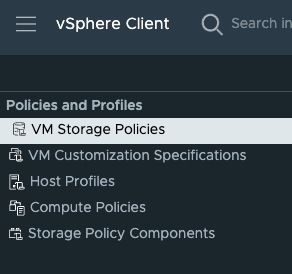 vSphere Client
Search in
Policies and Profiles
VM Storage Policies
VM Customization Specifications
Host Profiles
Compute Policies
Storage Policy Components